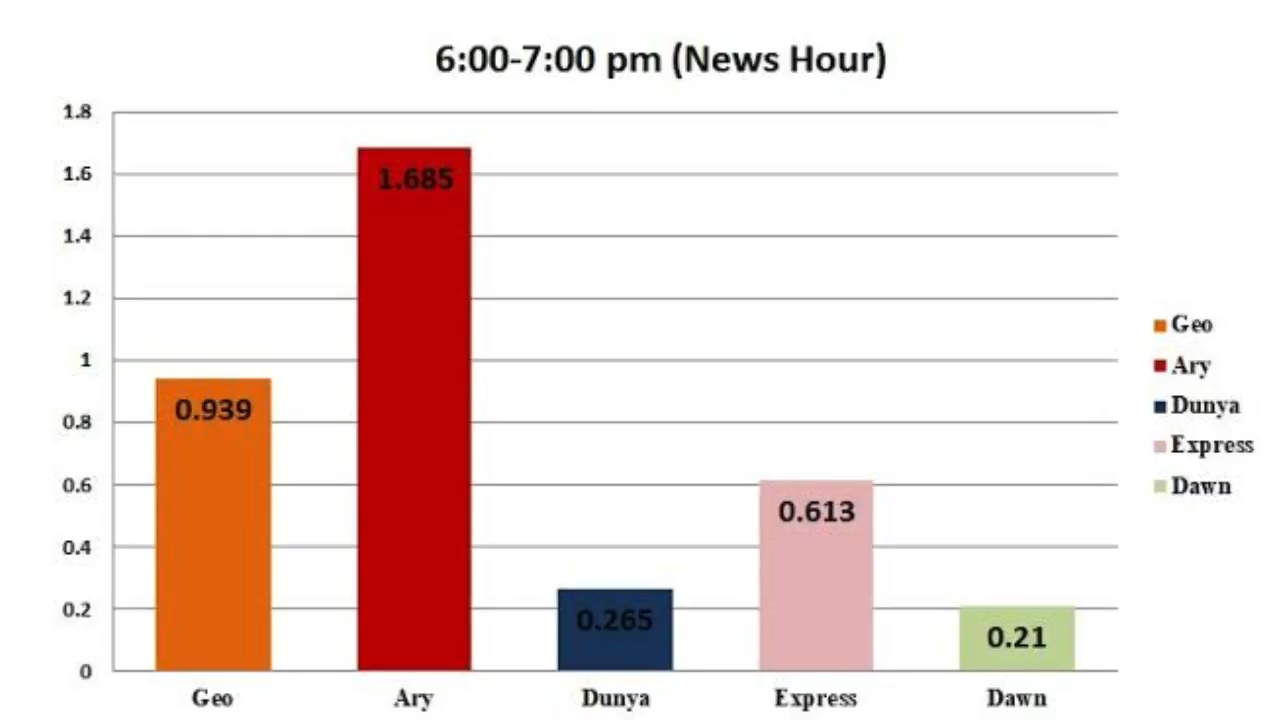 6:00-7:00 pm (News Hour)
1.8
1.6
1.4
1.2
1
0.8
0.6
0.4
0.2
0
0.939
1.685
0.265
0.613
0.21
Geo
Ary
Dunya
Express
Dawn
Geo
Ary
Dunya
Express
Dawn